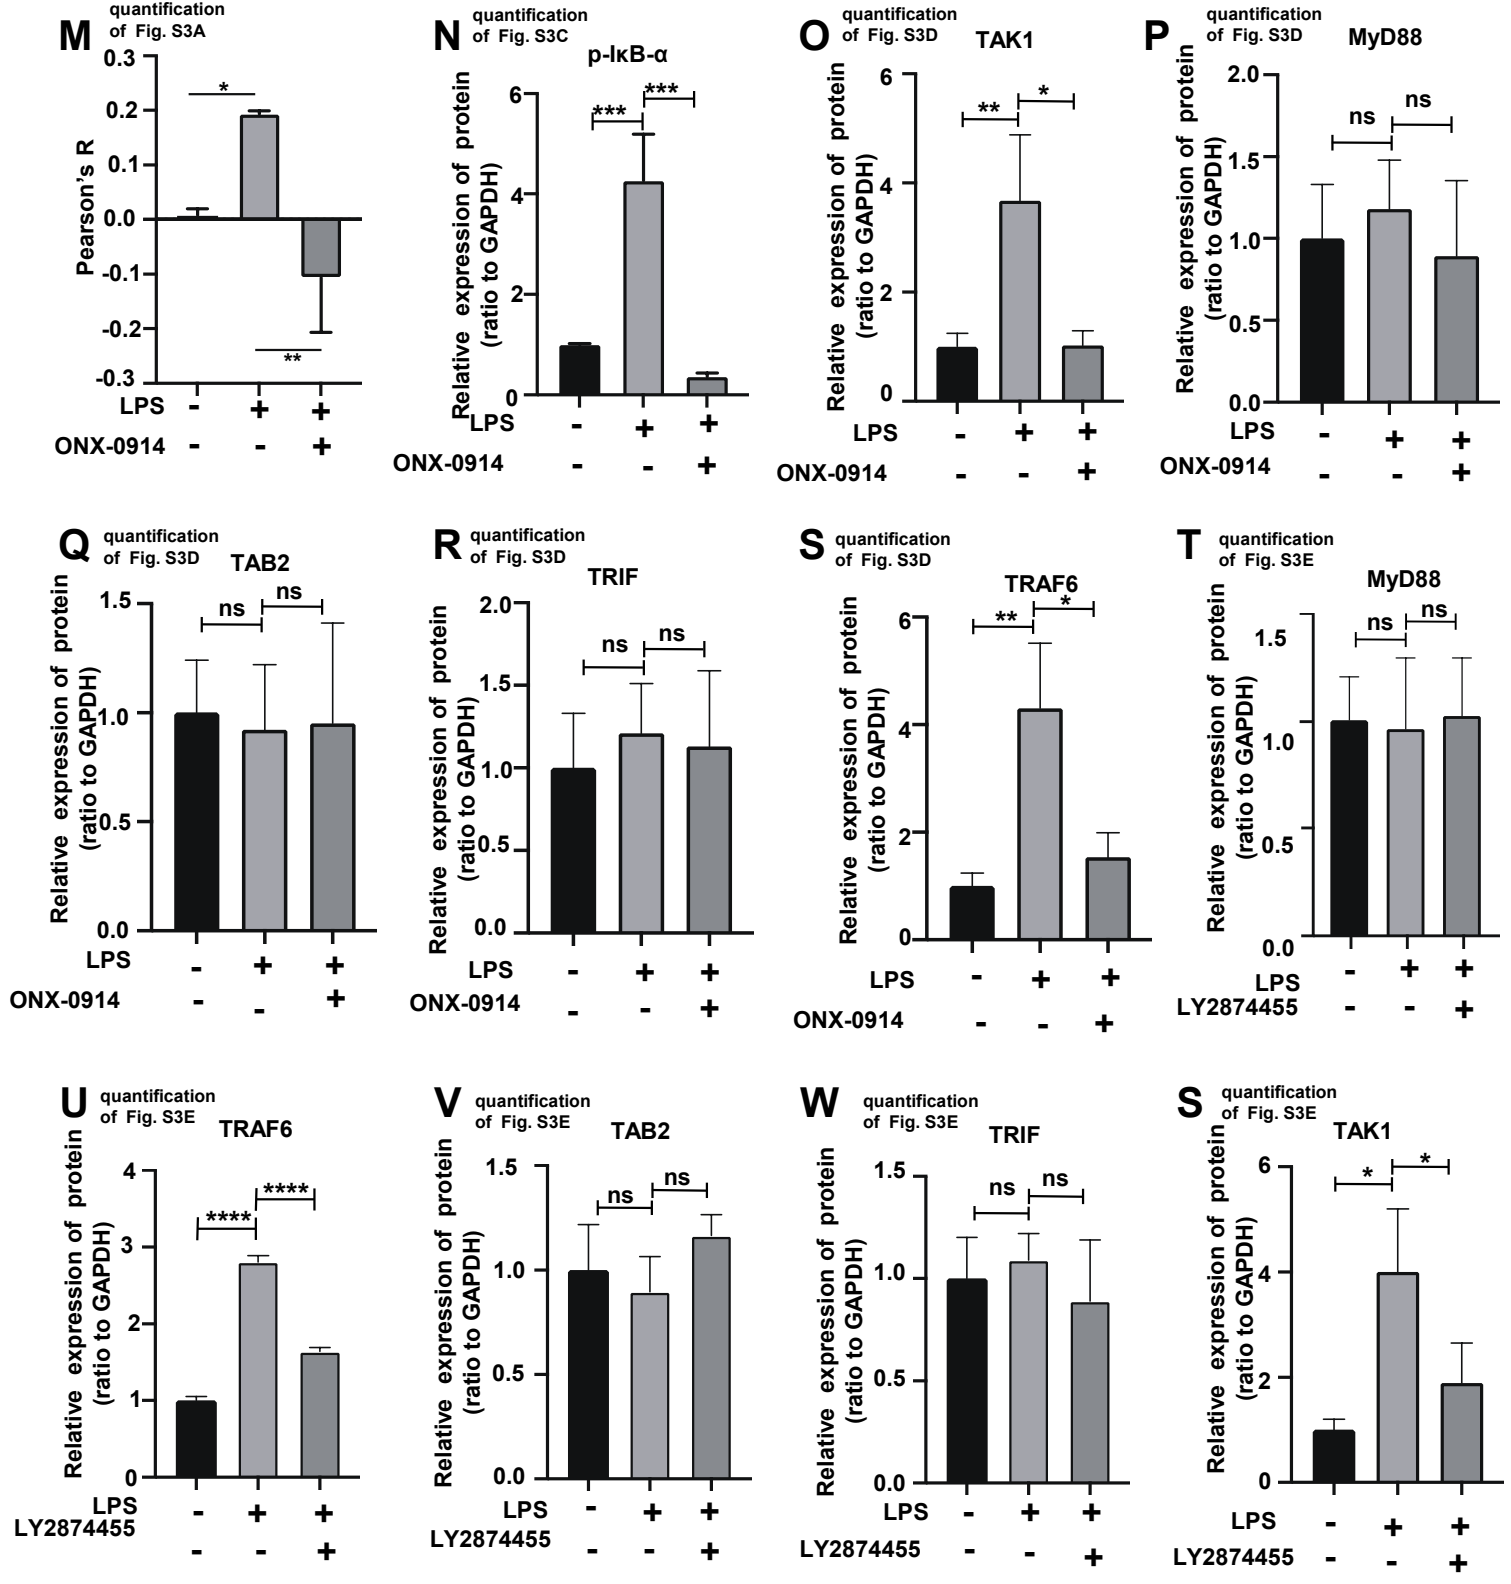 M quantification
of Fig. S3A
Pearson's R
0.3
0.2
0.1
0.0
-0.1
-0.2
-0.3
*
**
LPS - + +
ONX-0914 - - +
N quantification
of Fig. S3C
p-IκB-α
Relative expression of protein
(ratio to GAPDH)
6
4
2
0
*** ***
LPS - + +
ONX-0914 - - +
O quantification
of Fig. S3D
TAK1
Relative expression of protein
(ratio to GAPDH)
6
4
2
0
** *
LPS - + +
ONX-0914 - - +
P quantification
of Fig. S3D
MyD88
Relative expression of protein
(ratio to GAPDH)
2.0
1.5
1.0
0.5
0.0
ns ns
LPS - + +
ONX-0914 - - +
Q quantification
of Fig. S3D
TAB2
Relative expression of protein
(ratio to GAPDH)
1.5
1.0
0.5
0.0
ns ns
LPS - + +
ONX-0914 - - +
R quantification
of Fig. S3D
TRIF
Relative expression of protein
(ratio to GAPDH)
2.0
1.5
1.0
0.5
0.0
ns ns
LPS - + +
ONX-0914 - - +
S quantification
of Fig. S3D
TRAF6
Relative expression of protein
(ratio to GAPDH)
6
4
2
0
** *
LPS - + +
ONX-0914 - - +
T quantification
of Fig. S3E
MyD88
Relative expression of protein
(ratio to GAPDH)
1.5
1.0
0.5
0.0
ns ns
LPS - + +
LY2874455 - - +
U quantification
of Fig. S3E
TRAF6
Relative expression of protein
(ratio to GAPDH)
4
3
2
1
0
**** ****
LPS - + +
LY2874455 - - +
V quantification
of Fig. S3E
TAB2
Relative expression of protein
(ratio to GAPDH)
1.5
1.0
0.5
0.0
ns ns
LPS - + +
LY2874455 - - +
W quantification
of Fig. S3E
TRIF
Relative expression of protein
(ratio to GAPDH)
1.5
1.0
0.5
0.0
ns ns
LPS - + +
LY2874455 - - +
S quantification
of Fig. S3E
TAK1
Relative expression of protein
(ratio to GAPDH)
6
4
2
0
* *
LPS - + +
LY2874455 - - +